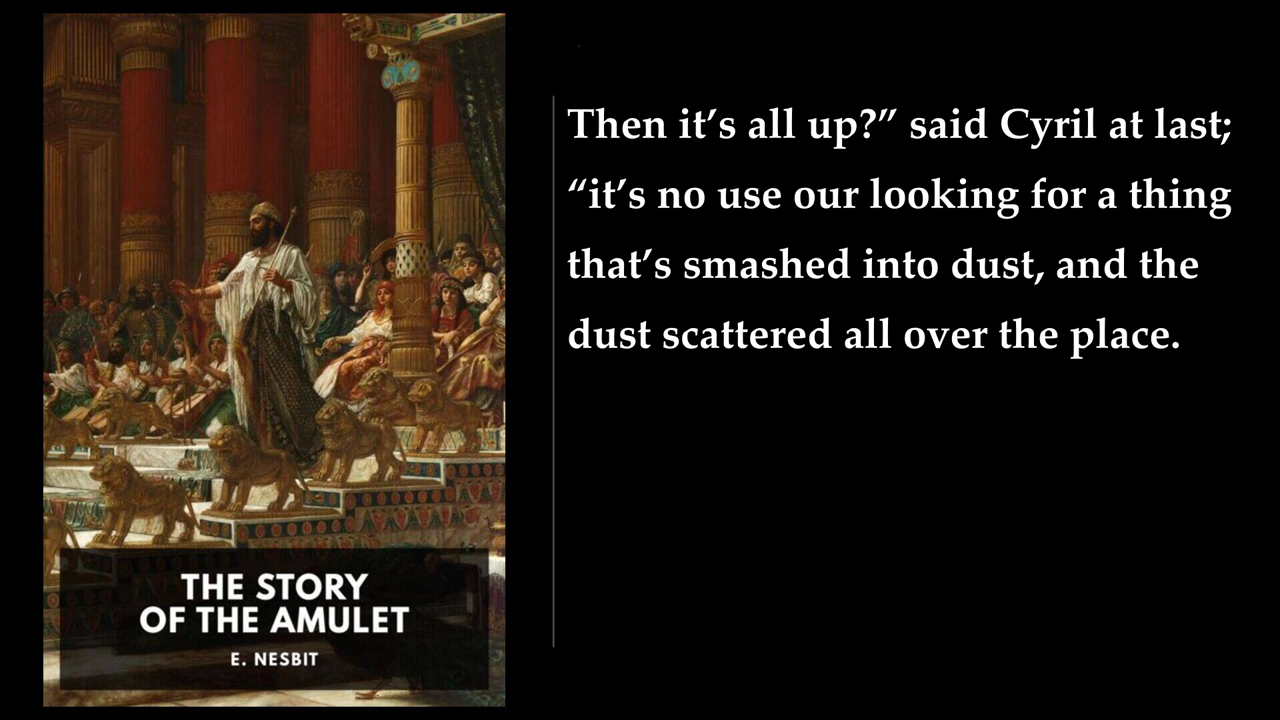 Then it’s all up?” said Cyril at last;
“it’s no use our looking for a thing
that’s smashed into dust, and the
dust scattered all over the place.
THE STORY
OF THE AMULET
E. NESBIT